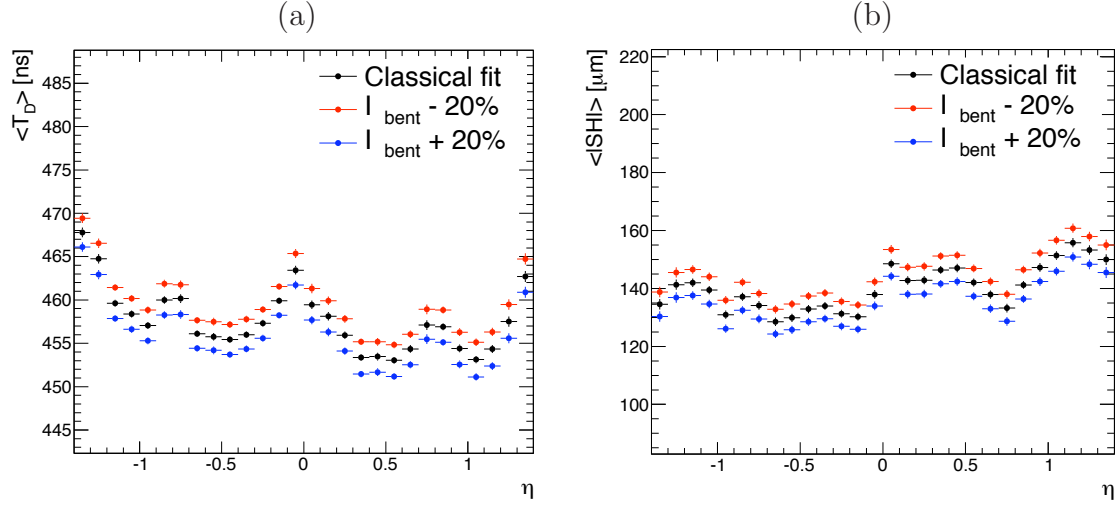 (a)
(b)
<T_D> [ns]
485
480
475
470
465
460
455
450
445
Classical fit
I bent - 20%
I bent + 20%
-1
-0.5
0
0.5
1
η
<|SH|> [μm]
220
200
180
160
140
120
100
Classical fit
I bent - 20%
I bent + 20%
-1
-0.5
0
0.5
1
η